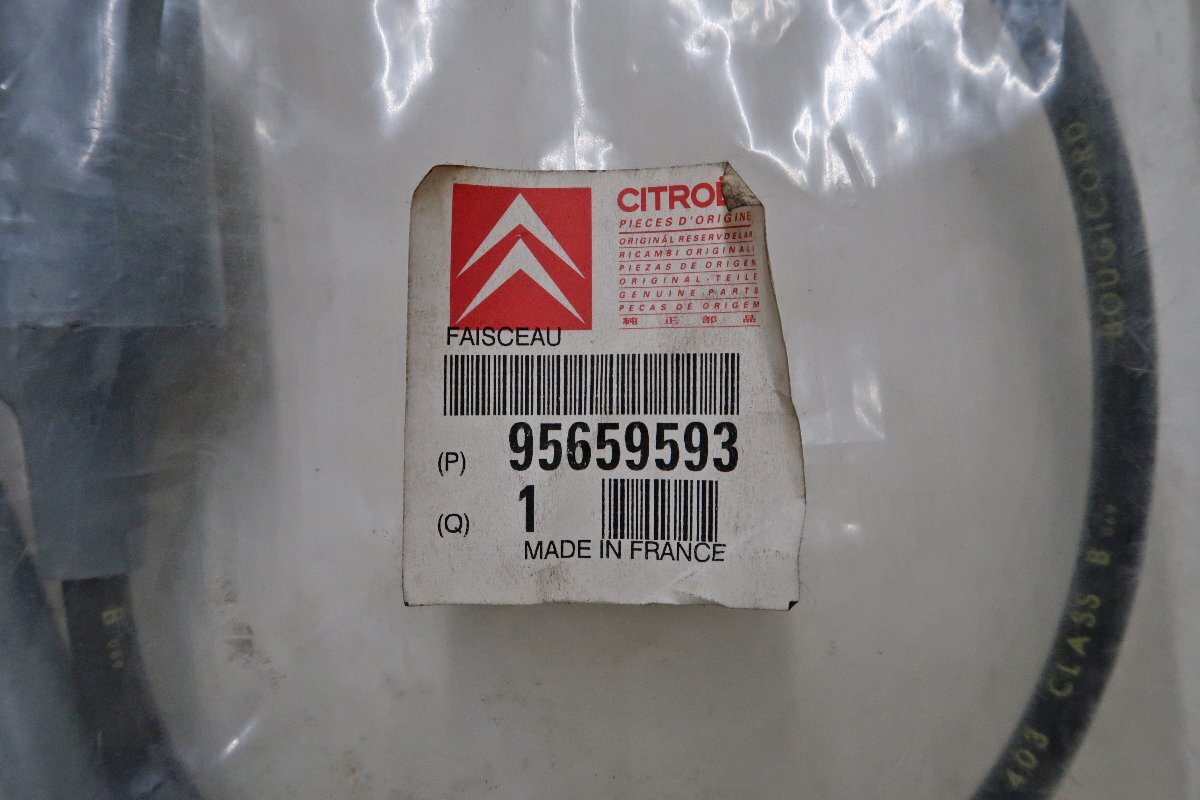 CITROË
PIECES D'ORIGINE
ORIGINAL RESERVDELAR
RICAMBI ORIGINALI
PIEZAS DE ORIGEN
ORIGINAL-TEILE
GENUINE PARTS
PECAS DE ORIGEM
純正部品
FAISCEAU
(P) 95659593
(Q) 1
MADE IN FRANCE
BOUGICORD
403 CLASS B
B